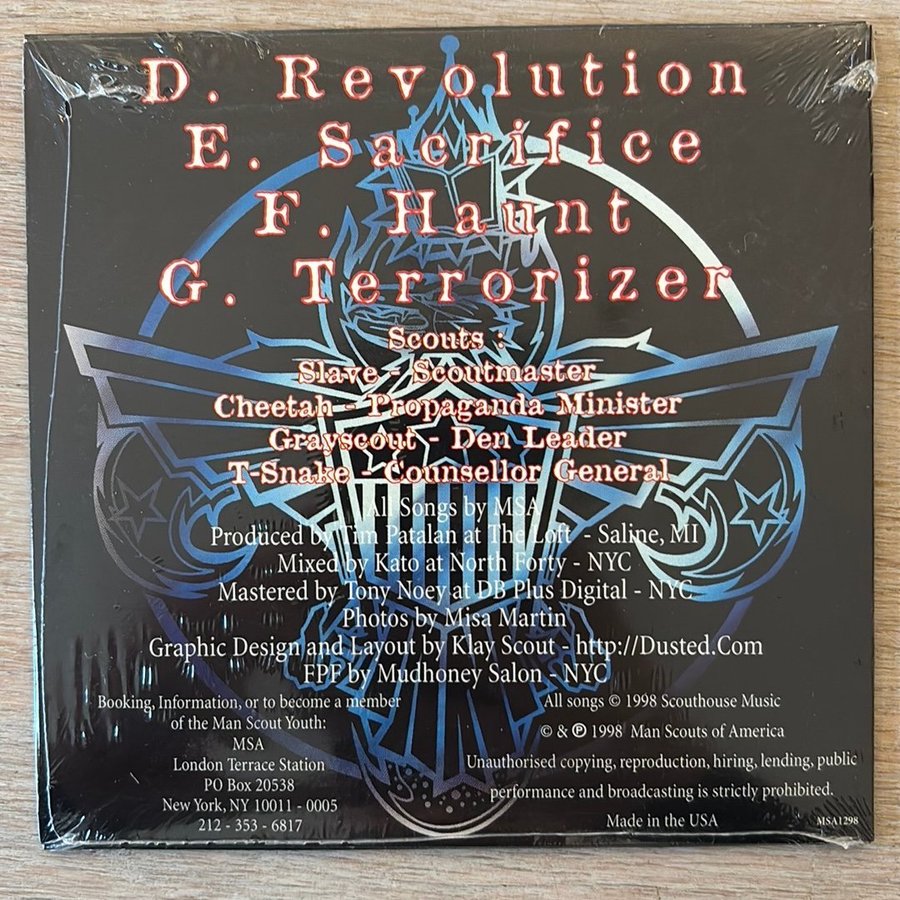 D. Revolution
E. Sacrifice
F. Haunt
G. Terrorizer
Scouts :
Slave - Scoutmaster
Cheetah - Propaganda Minister
Grayscout - Den Leader
T-Snake - Counsellor General
All Songs by MSA
Produced by Tim Patalan at The Loft - Saline, MI
Mixed by Kato at North Forty - NYC
Mastered by Tony Noey at DB Plus Digital - NYC
Photos by Misa Martin
Graphic Design and Layout by Klay Scout - http://Dusted.Com
FPF by Mudhoney Salon - NYC
Booking, Information, or to become a member
of the Man Scout Youth:
MSA
London Terrace Station
PO Box 20538
New York, NY 10011 - 0005
212 - 353 - 6817
All songs © 1998 Scouthouse Music
© & ℗ 1998 Man Scouts of America
Unauthorised copying, reproduction, hiring, lending, public
performance and broadcasting is strictly prohibited.
Made in the USA
MSA1298